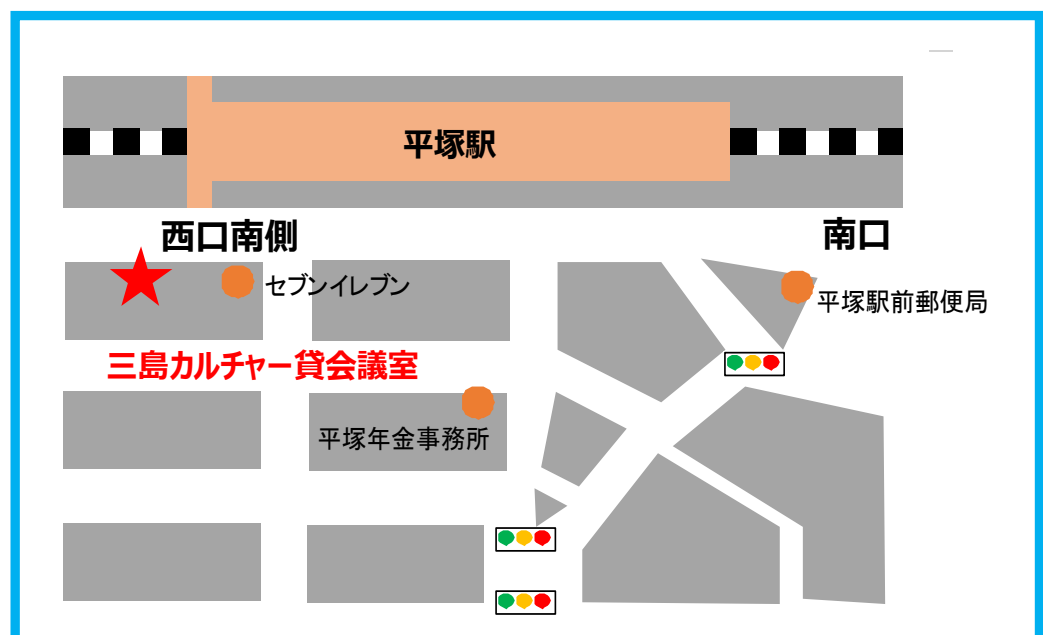 平塚駅
西口南側
南口
セブンイレブン
平塚駅前郵便局
三島カルチャー貸会議室
平塚年金事務所